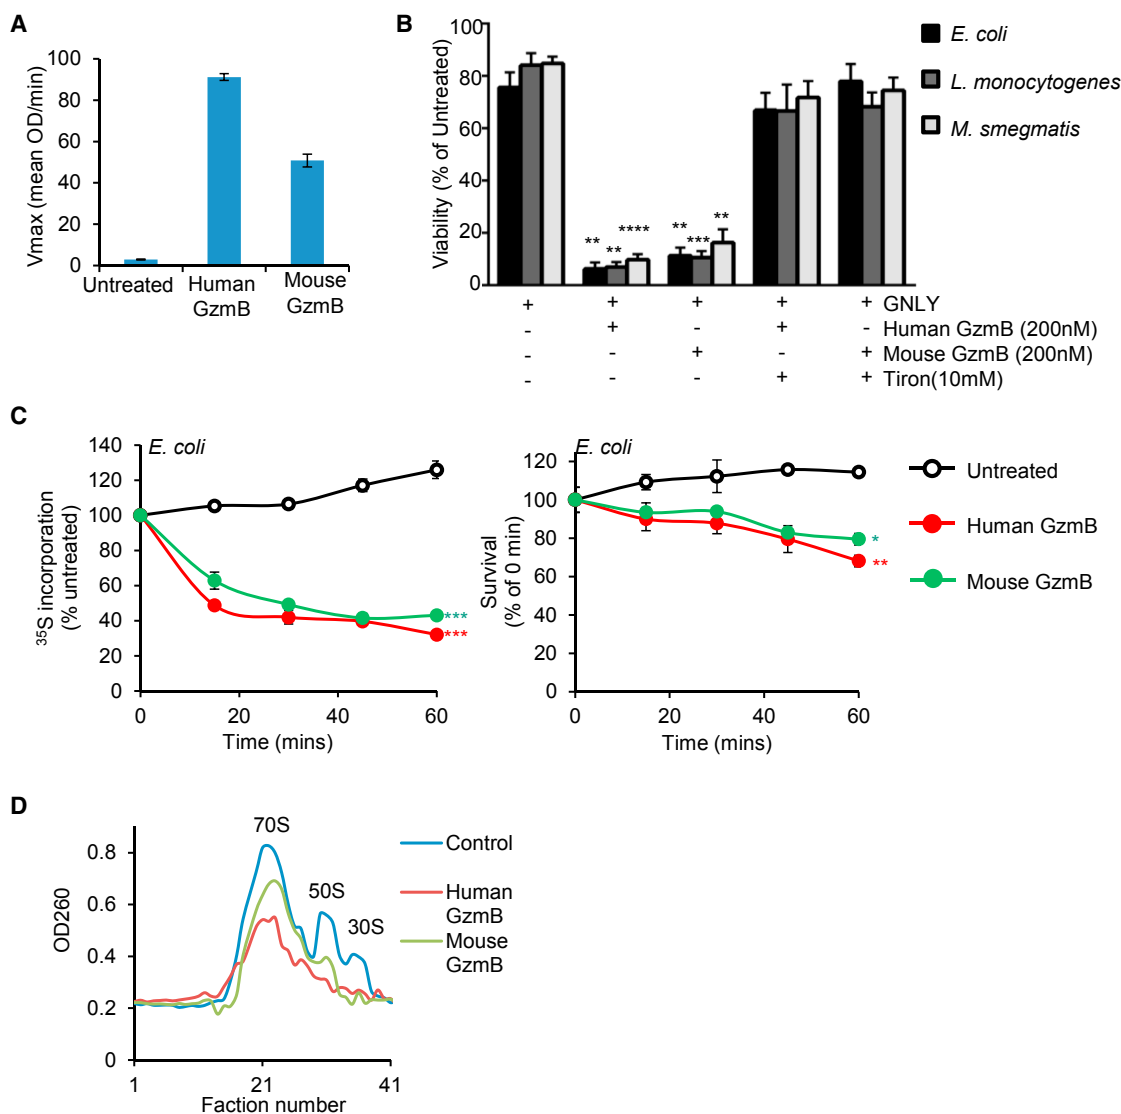 A
Vmax (mean OD/min)
100
80
60
40
20
0
Untreated
Human
GzmB
Mouse
GzmB
B
Viability (% of Untreated)
100
80
60
40
20
0
** ** ****
** *** **
E. coli
L. monocytogenes
M. smegmatis
+ + + + + GNLY
- + - + - Human GzmB (200nM)
- - + - + Mouse GzmB (200nM)
- - - + + Tiron(10mM)
C
E. coli
35S incorporation
(% untreated)
140
120
100
80
60
40
20
0
***
***
0 20 40 60
Time (mins)
E. coli
Survival
(% of 0 min)
120
100
80
60
40
20
0
*
**
0 20 40 60
Time (mins)
Untreated
Human GzmB
Mouse GzmB
D
OD260
0.8
0.6
0.4
0.2
0
70S
50S
30S
1 21 41
Faction number
Control
Human
GzmB
Mouse
GzmB